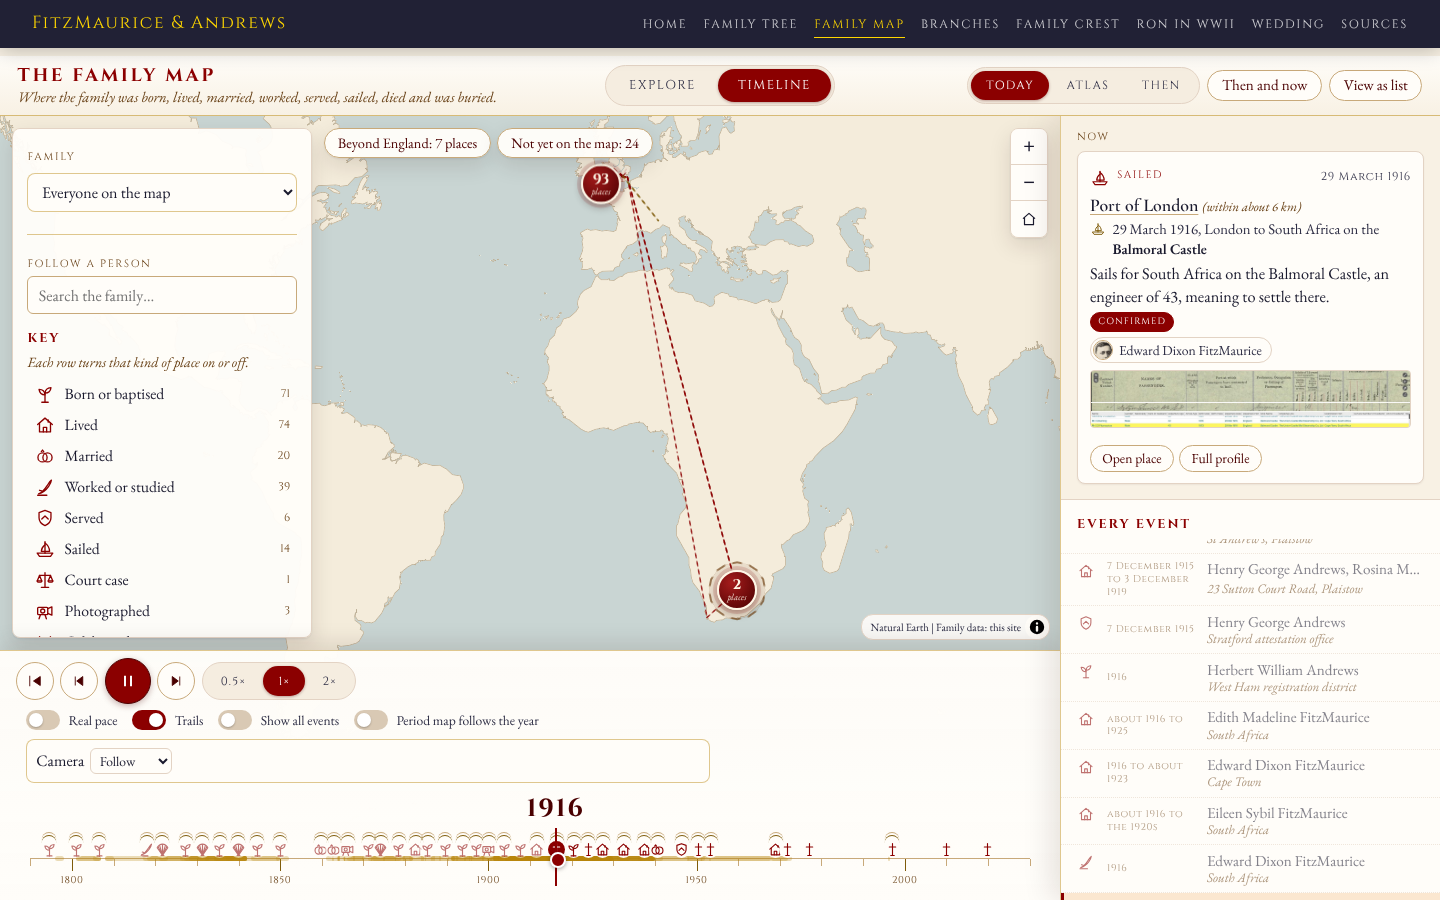 FitzMaurice & Andrews
HOME FAMILY TREE FAMILY MAP BRANCHES FAMILY CREST RON IN WWII WEDDING SOURCES
THE FAMILY MAP
Where the family was born, lived, married, worked, served, sailed, died and was buried.
EXPLORE TIMELINE
TODAY ATLAS THEN
Then and now
View as list
FAMILY
Everyone on the map
FOLLOW A PERSON
Search the family...
KEY
Each row turns that kind of place on or off.
Born or baptised 71
Lived 74
Married 20
Worked or studied 39
Served 6
Sailed 14
Court case 1
Photographed 3
Beyond England: 7 places
Not yet on the map: 24
93
places
2
places
+
−
Natural Earth | Family data: this site
NOW
SAILED
29 March 1916
Port of London (within about 6 km)
29 March 1916, London to South Africa on the
Balmoral Castle
Sails for South Africa on the Balmoral Castle, an
engineer of 43, meaning to settle there.
CONFIRMED
Edward Dixon FitzMaurice
Open place
Full profile
EVERY EVENT
St Andrew's, Plaistow
7 December 1915
to 3 December
1919
Henry George Andrews, Rosina M...
23 Sutton Court Road, Plaistow
7 December 1915
Henry George Andrews
Stratford attestation office
1916
Herbert William Andrews
West Ham registration district
about 1916 to
1925
Edith Madeline FitzMaurice
South Africa
1916 to about
1923
Edward Dixon FitzMaurice
Cape Town
about 1916 to
the 1920s
Eileen Sybil FitzMaurice
South Africa
1916
Edward Dixon FitzMaurice
South Africa
0.5× 1× 2×
Real pace
Trails
Show all events
Period map follows the year
Camera Follow
1916
1800 1850 1900 1950 2000